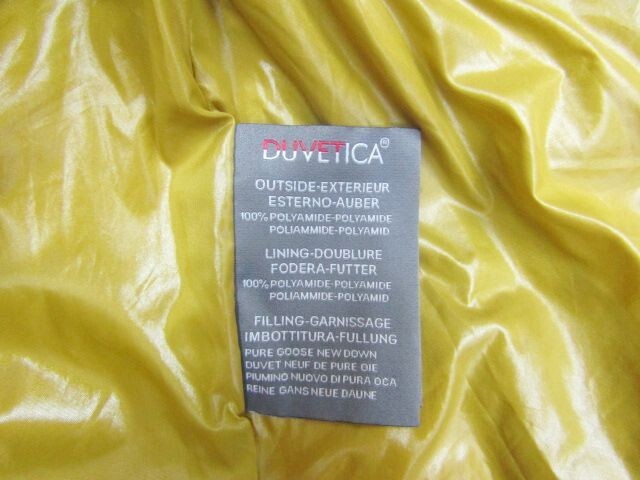 DUVETICA®
OUTSIDE-EXTERIEUR
ESTERNO-AUBER
100% POLYAMIDE-POLYAMIDE
POLIAMMIDE-POLYAMID
LINING-DOUBLURE
FODERA-FUTTER
100% POLYAMIDE-POLYAMIDE
POLIAMMIDE-POLYAMID
FILLING-GARNISSAGE
IMBOTTITURA-FULLUNG
PURE GOOSE NEW DOWN
DUVET NEUF DE PURE OIE
PIUMINO NUOVO DI PURA OCA
REINE GANS NEUE DAUNE